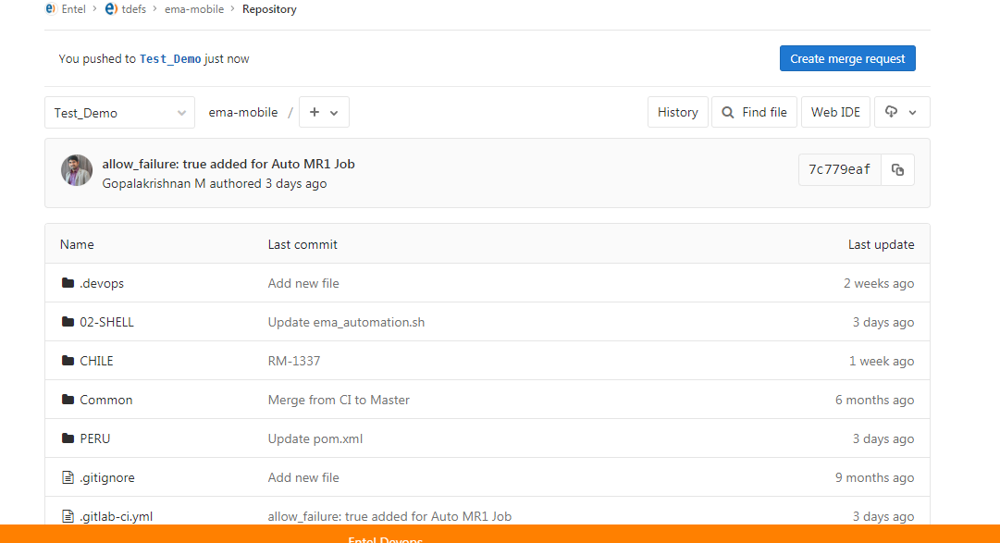 Entel > tdefs > ema-mobile > Repository
You pushed to Test_Demo just now
Create merge request
Test_Demo
ema-mobile / +
History
Find file
Web IDE
allow_failure: true added for Auto MR1 Job
Gopalakrishnan M authored 3 days ago
7c779eaf
Name Last commit Last update
.devops Add new file 2 weeks ago
02-SHELL Update ema_automation.sh 3 days ago
CHILE RM-1337 1 week ago
Common Merge from CI to Master 6 months ago
PERU Update pom.xml 3 days ago
.gitignore Add new file 9 months ago
.gitlab-ci.yml allow_failure: true added for Auto MR1 Job 3 days ago
Entel Devops